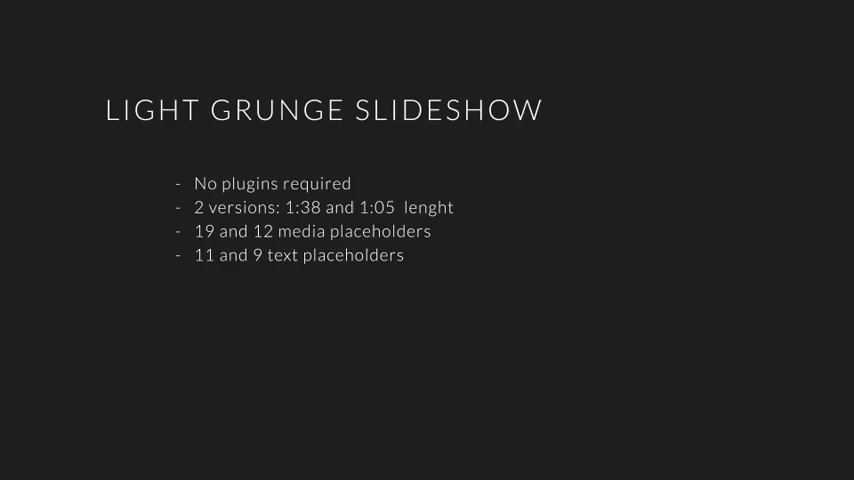 LIGHT GRUNGE SLIDESHOW
- No plugins required
- 2 versions: 1:38 and 1:05 lenght
- 19 and 12 media placeholders
- 11 and 9 text placeholders